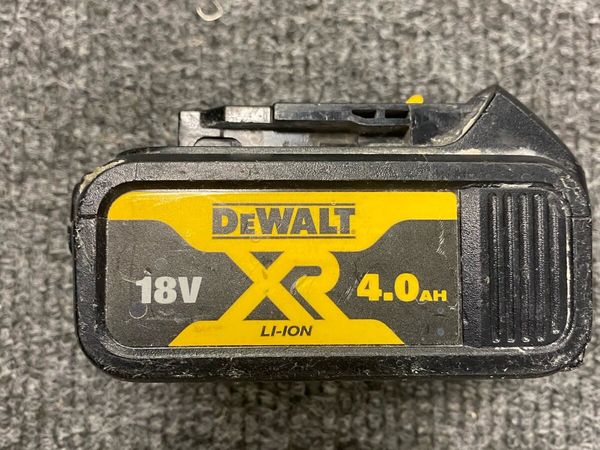 DEWALT
18V XR 4.0AH
LI-ION